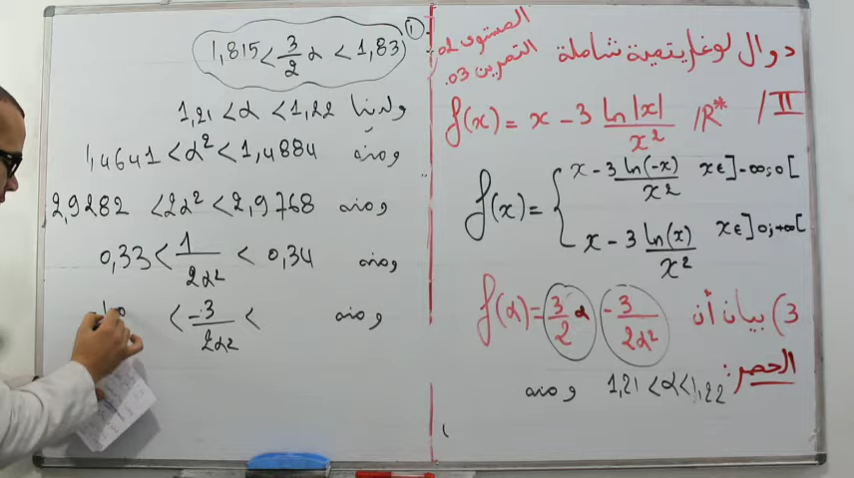 دوال لوغاريتمية شاملة
المستوى 02
التمرين 03.
II/
f(x) = x - 3 ln|x| / x² /R*
f(x) = { x - 3 ln(-x) / x² x∈]-∞;0[
x - 3 ln(x) / x² x∈]0;+∞[
3) بيان أن f(α) = 3/2 α - 3/2α²
الحصر:
1,21 < α < 1,22 ومنه
1,815 < 3/2 α < 1,83 ①
ولدينا 1,21 < α < 1,22
ومنه 1,4641 < α² < 1,4884
ومنه 2,9282 < 2α² < 2,9768
ومنه 0,33 < 1/2α² < 0,34
ومنه < -3/2α² <